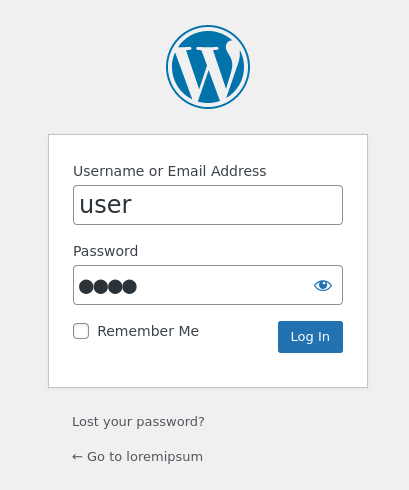 Username or Email Address
user
Password
●●●●
Remember Me
Log In
Lost your password?
← Go to loremipsum